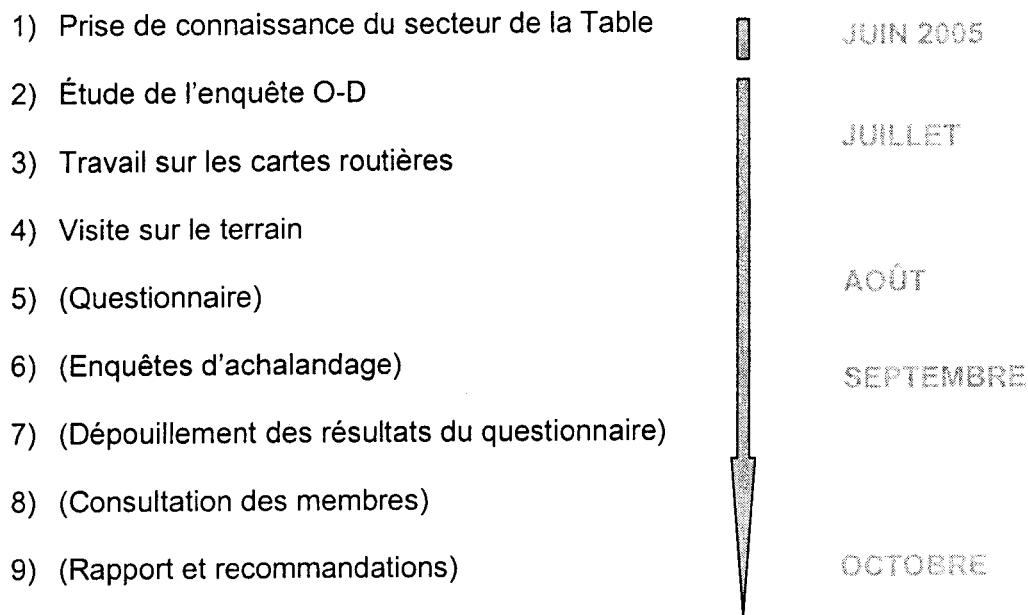 1) Prise de connaissance du secteur de la Table
JUIN 2005
2) Étude de l'enquête O-D
JUILLET
3) Travail sur les cartes routières
4) Visite sur le terrain
AOÛT
5) (Questionnaire)
6) (Enquêtes d'achalandage)
SEPTEMBRE
7) (Dépouillement des résultats du questionnaire)
8) (Consultation des membres)
9) (Rapport et recommandations)
OCTOBRE